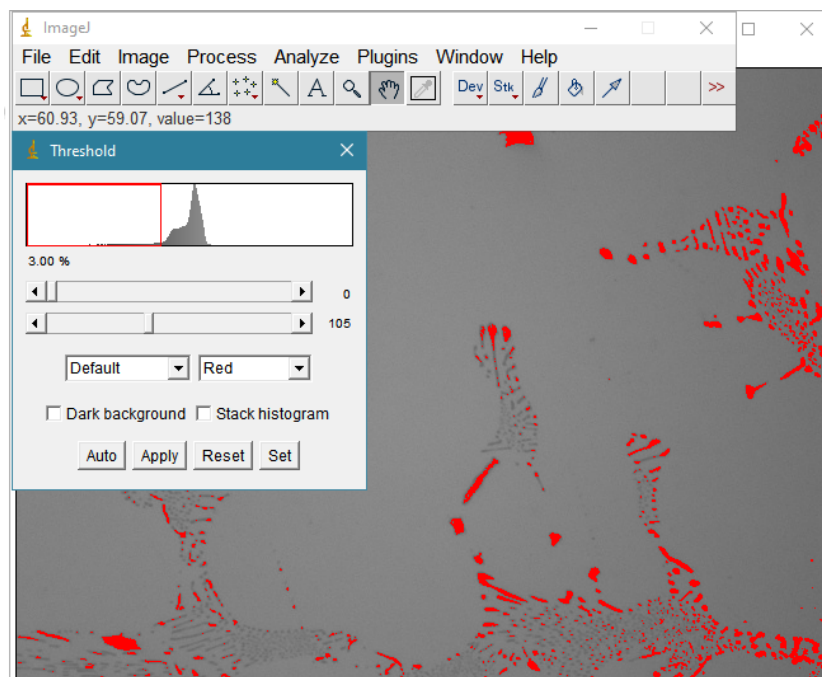 ImageJ
File Edit Image Process Analyze Plugins Window Help
A Dev Stk >>
x=60.93, y=59.07, value=138
Threshold
3.00 %
0
105
Default Red
Dark background Stack histogram
Auto Apply Reset Set